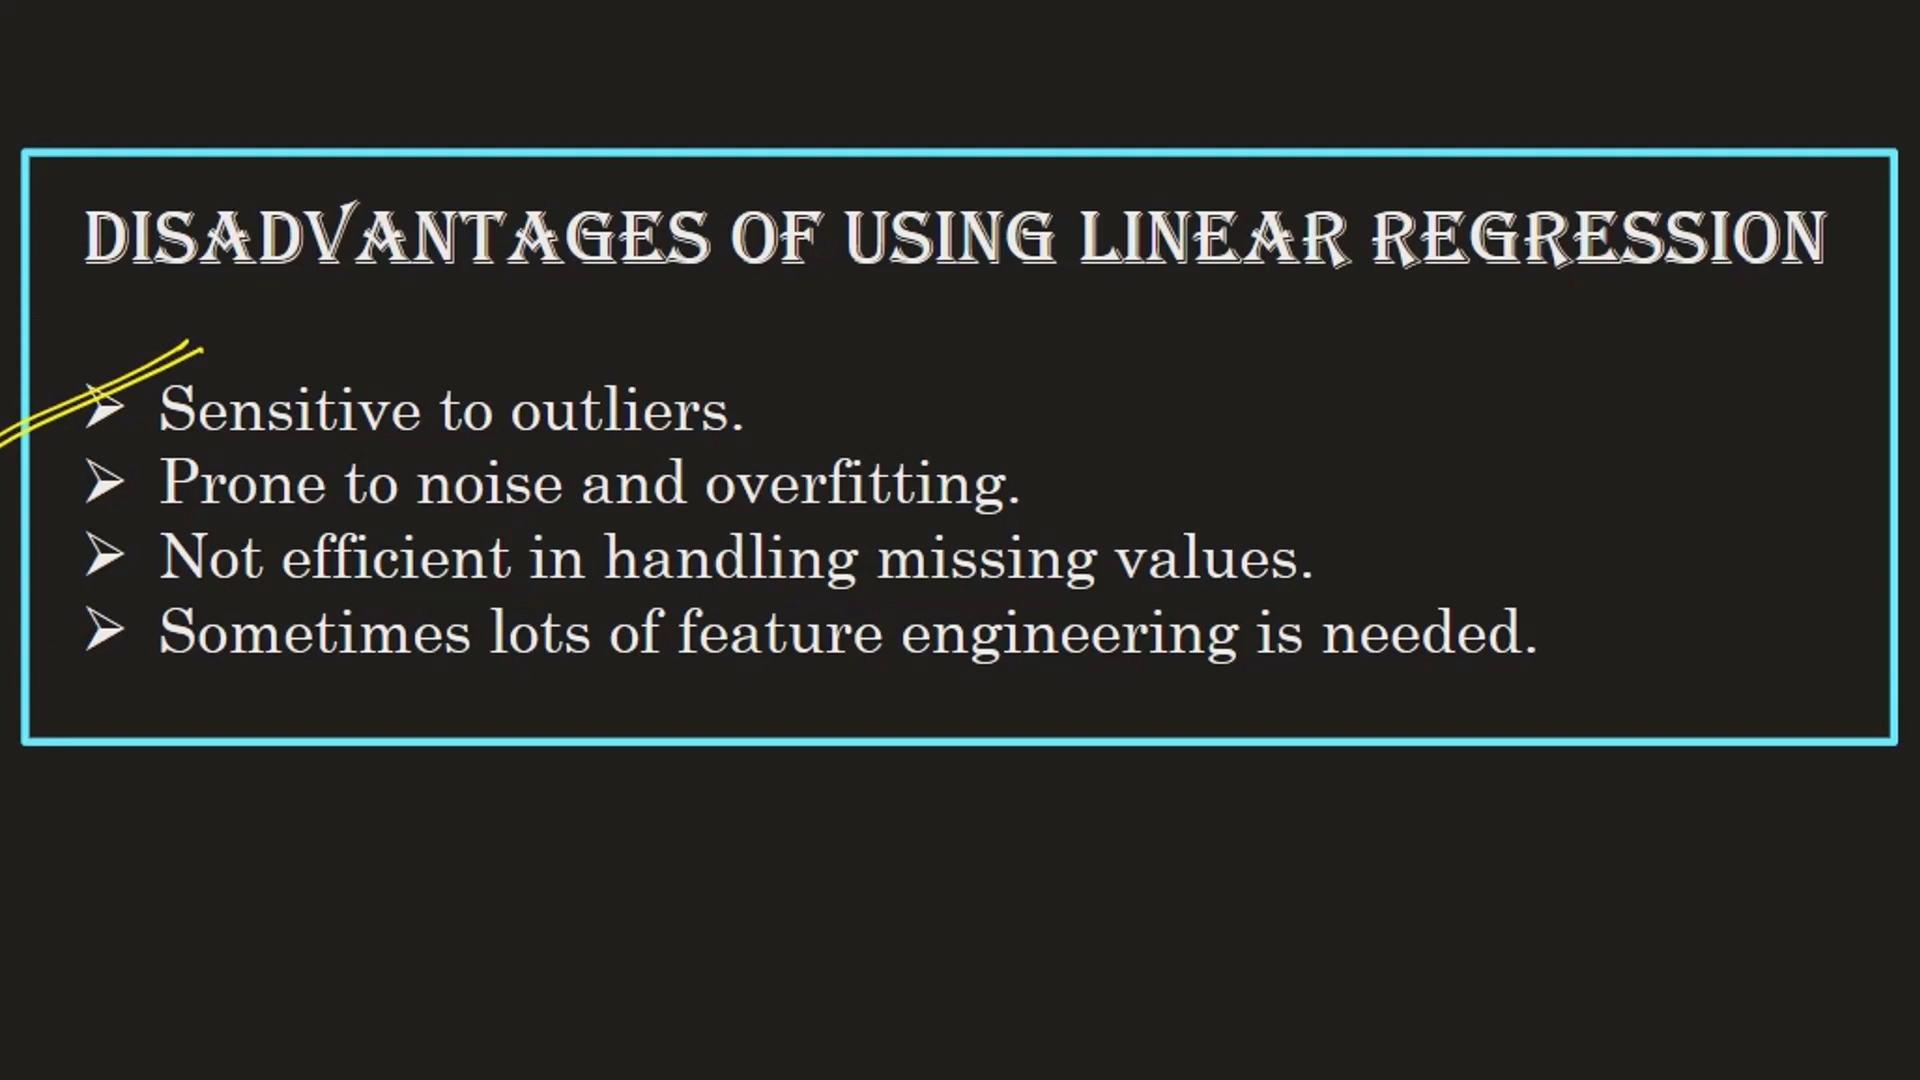 DISADVANTAGES OF USING LINEAR REGRESSION
➢ Sensitive to outliers.
➢ Prone to noise and overfitting.
➢ Not efficient in handling missing values.
➢ Sometimes lots of feature engineering is needed.